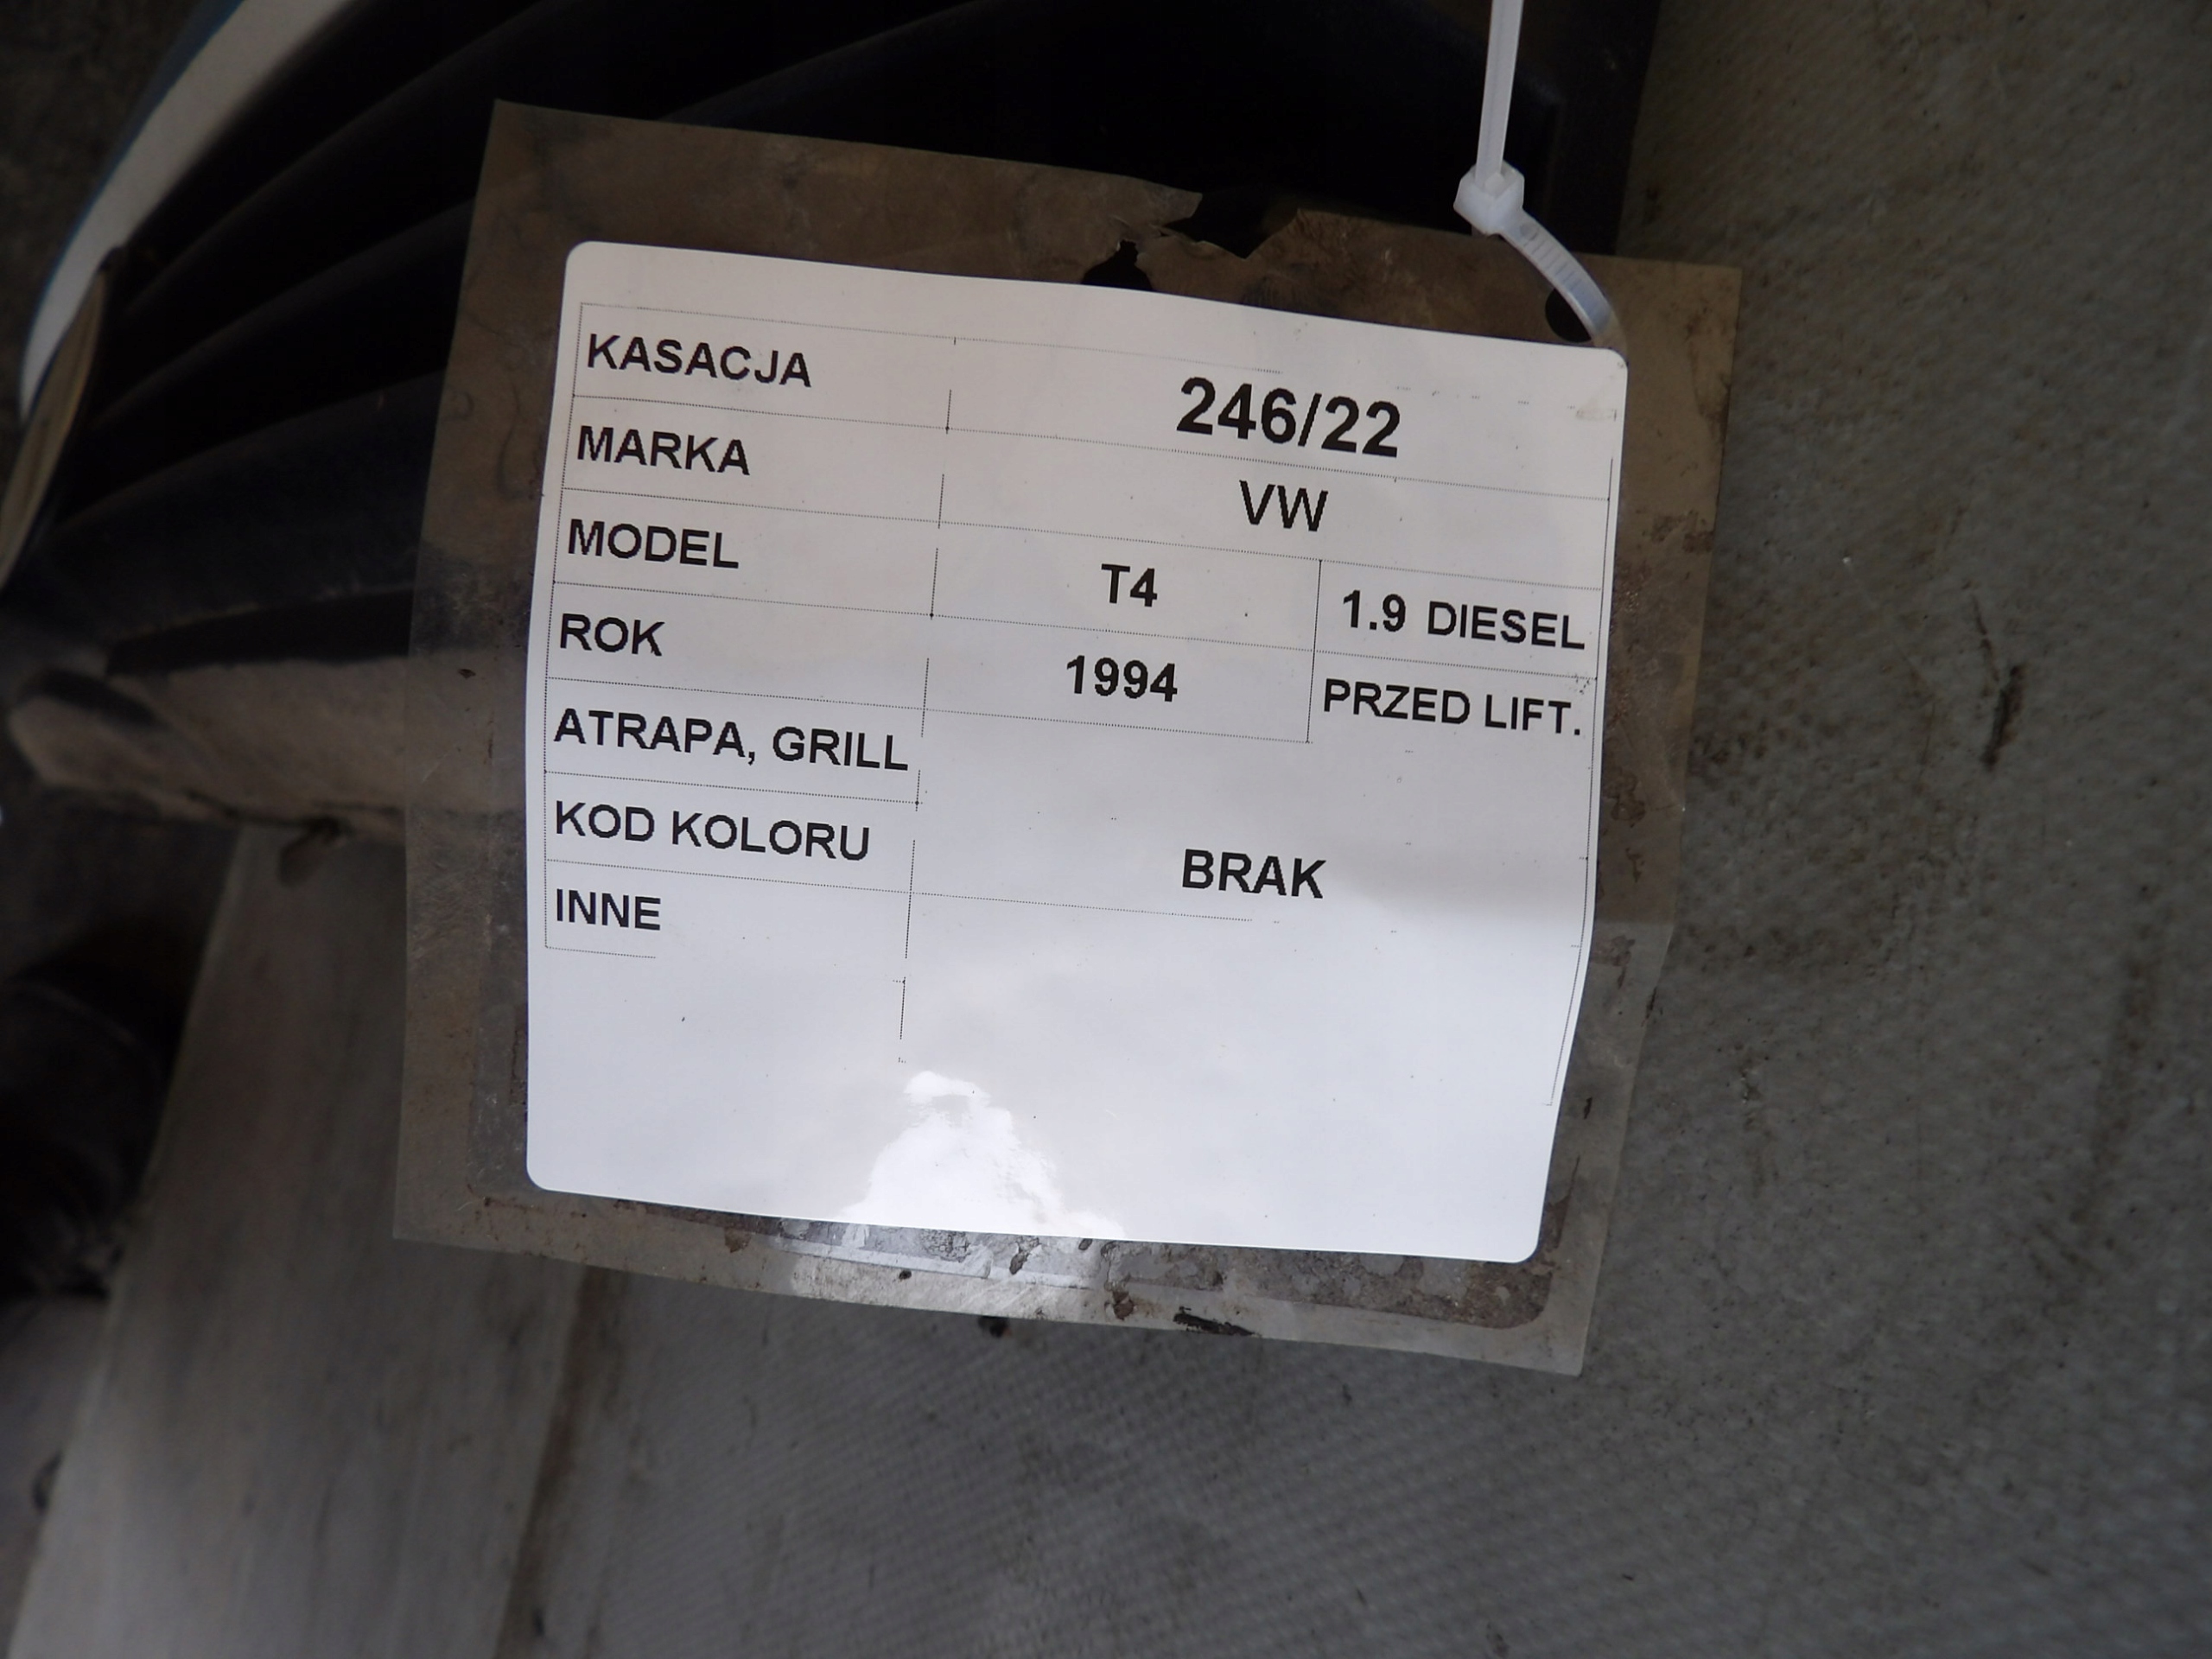 KASACJA 246/22
MARKA VW
MODEL T4 1.9 DIESEL
ROK 1994 PRZED LIFT.
ATRAPA, GRILL
KOD KOLORU BRAK
INNE